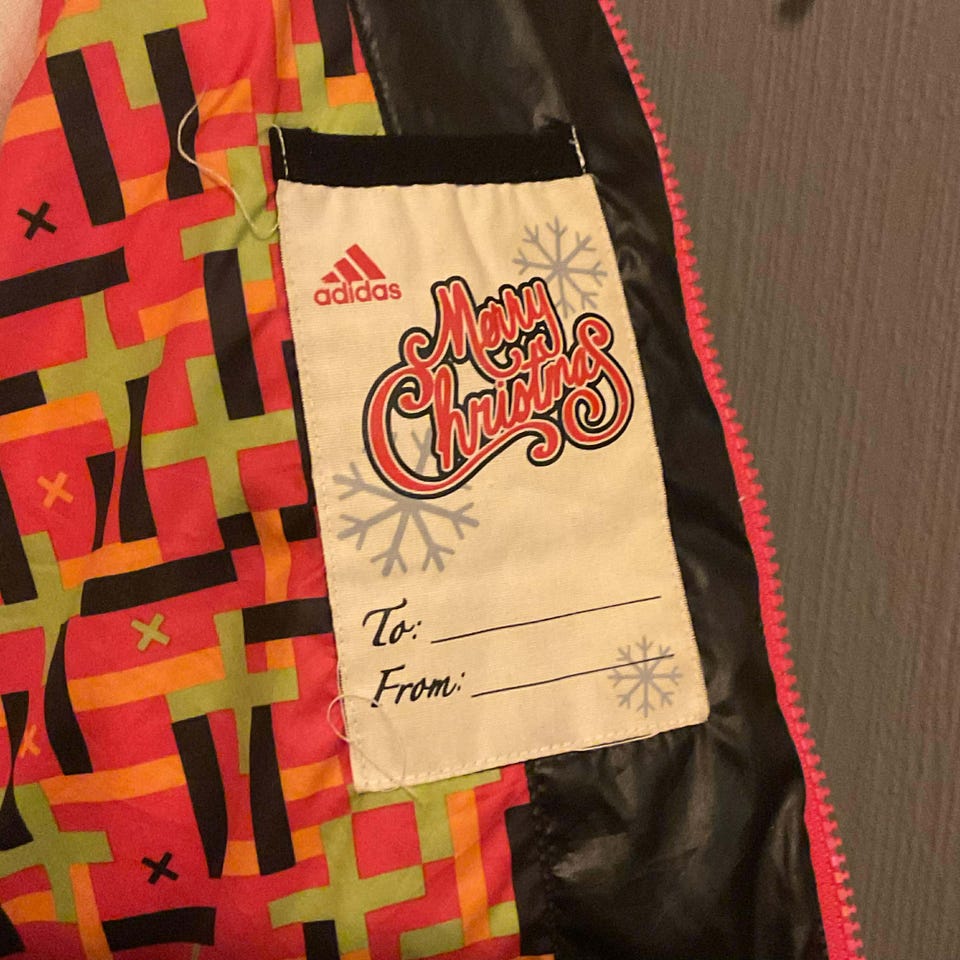 adidas
Merry
Christmas
To:
From: